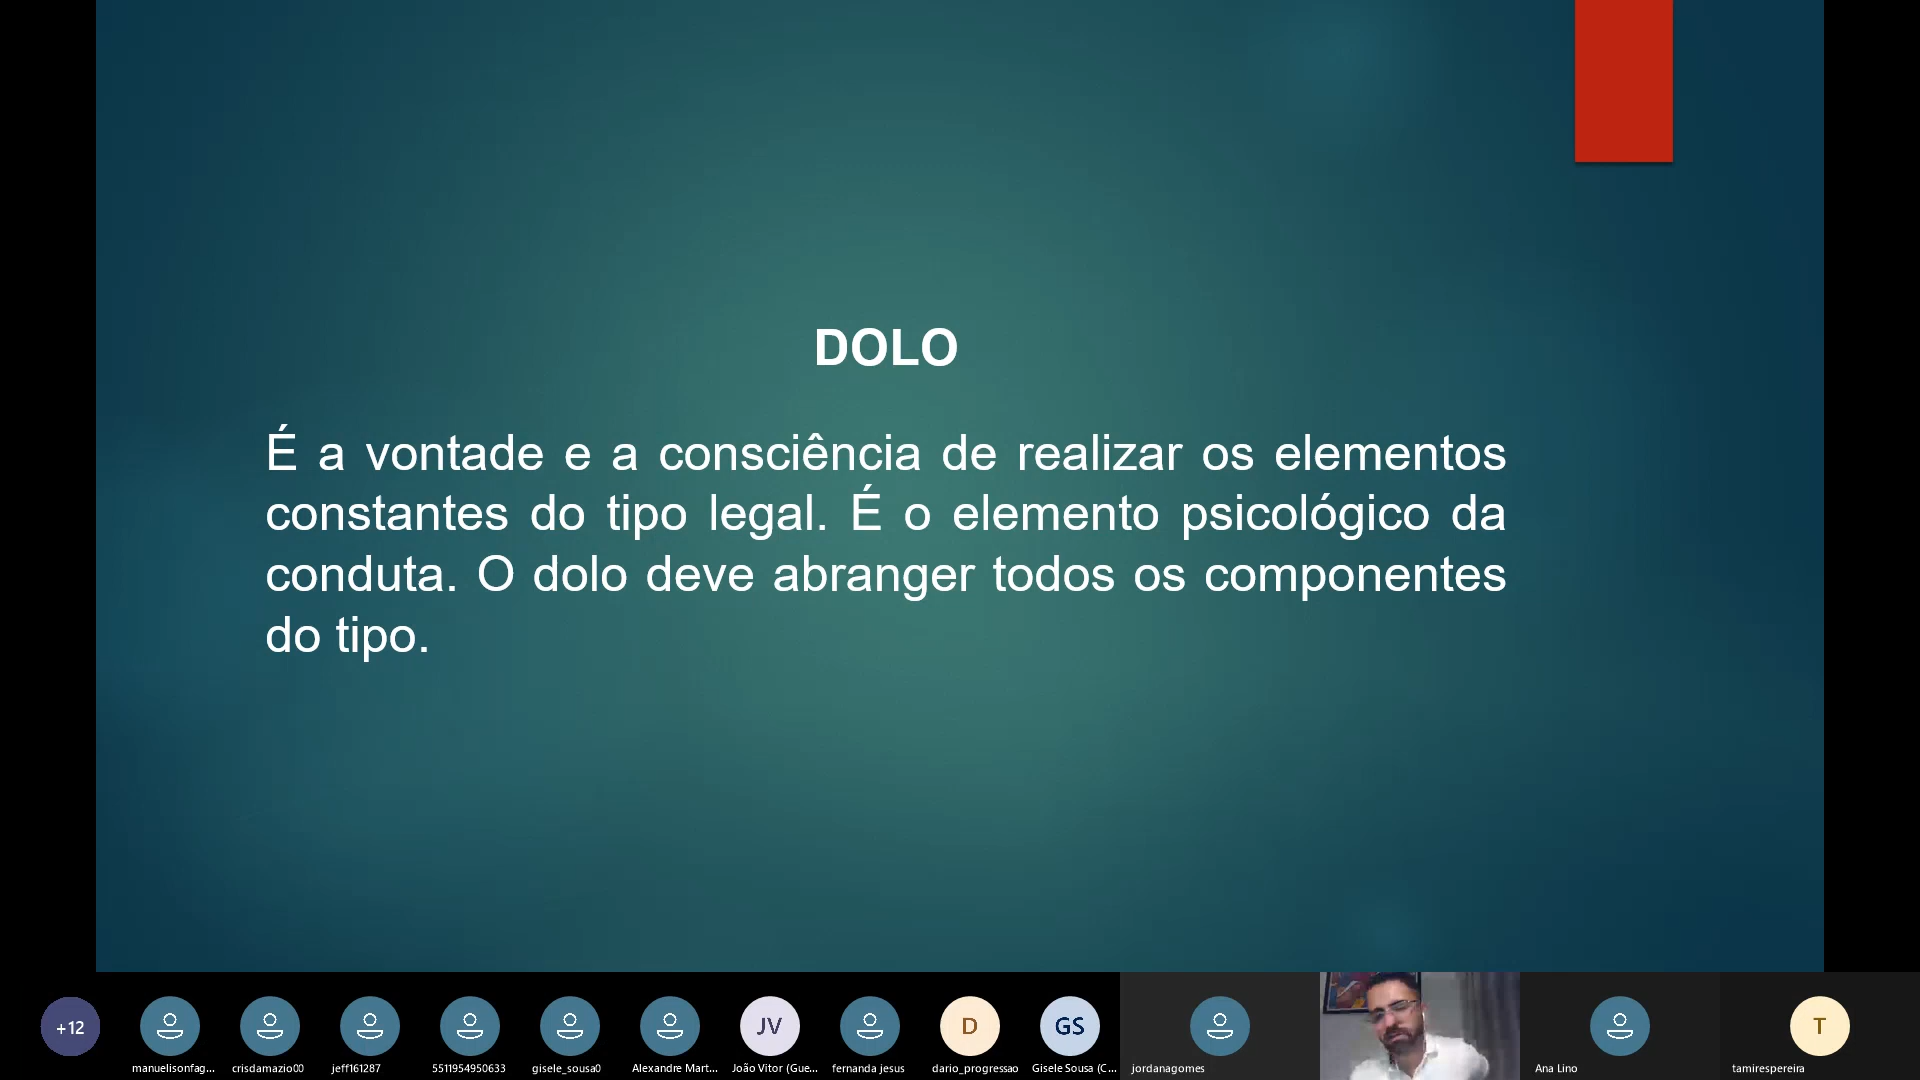 DOLO
É a vontade e a consciência de realizar os elementos
constantes do tipo legal. É o elemento psicológico da
conduta. O dolo deve abranger todos os componentes
do tipo.
+12
JV
D
GS
T
manuelisonfag...
crisdamazio00
jeff161287
5511954950633
gisele_sousa0
Alexandre Mart...
João Vitor (Gue...
fernanda jesus
dario_progressao
Gisele Sousa (C...
jordanagomes
Ana Lino
tamirespereira